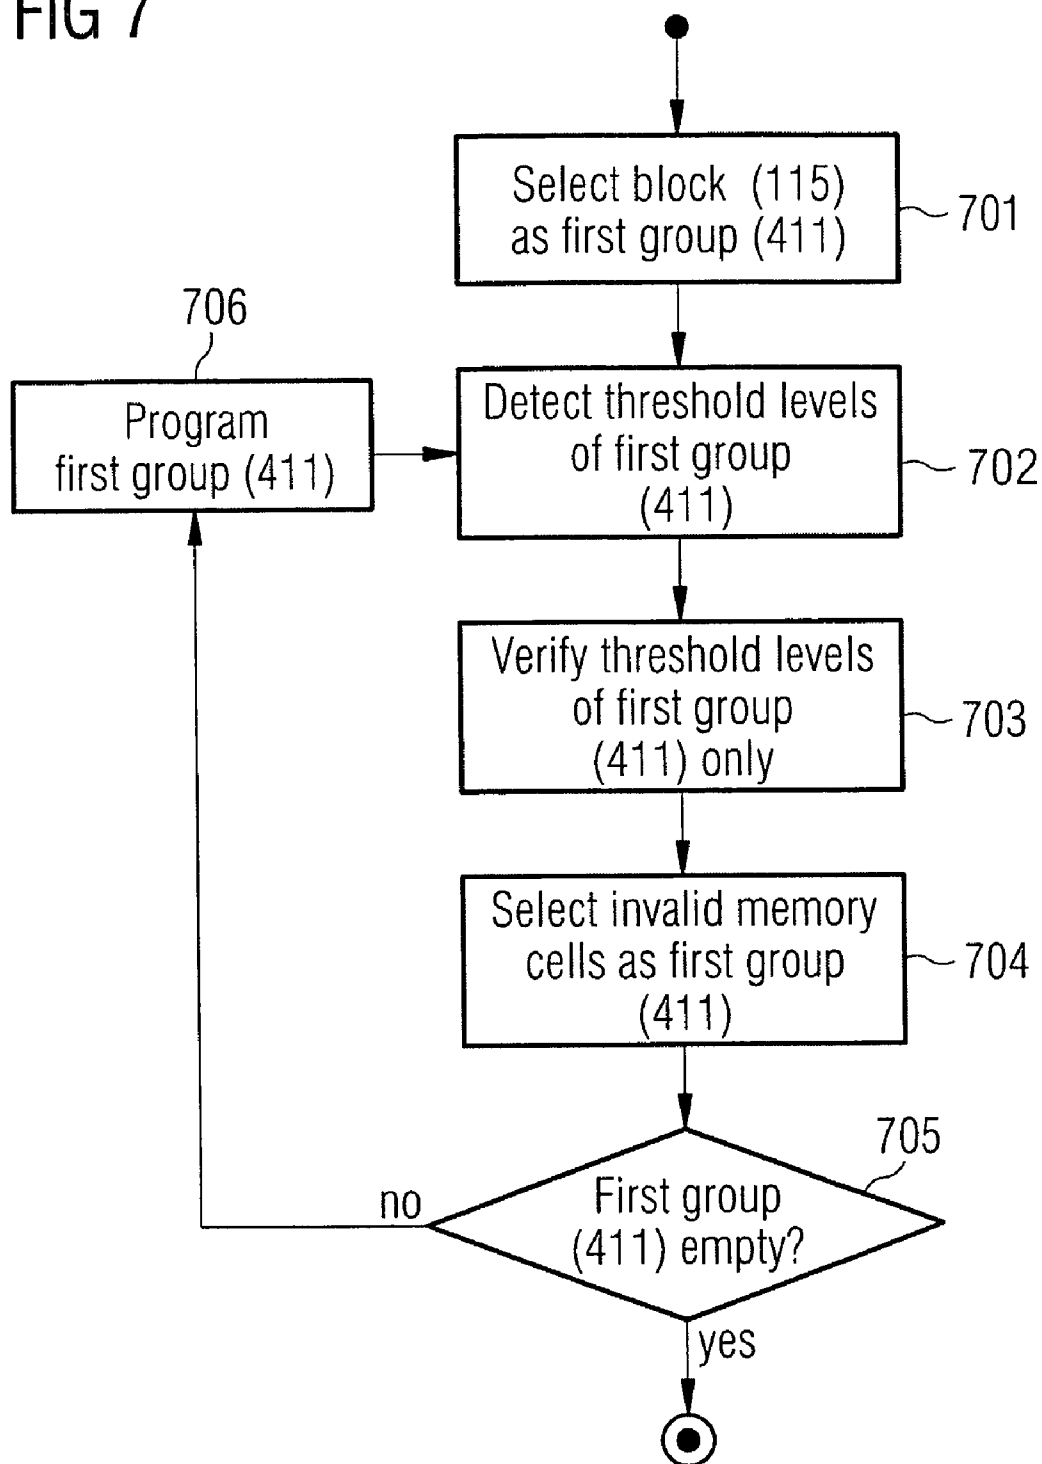 FIG 7
Select block (115)
as first group (411)
701
706
Program
first group (411)
Detect threshold levels
of first group
(411)
702
Verify threshold levels
of first group
(411) only
703
Select invalid memory
cells as first group
(411)
704
705
First group
(411) empty?
no
yes